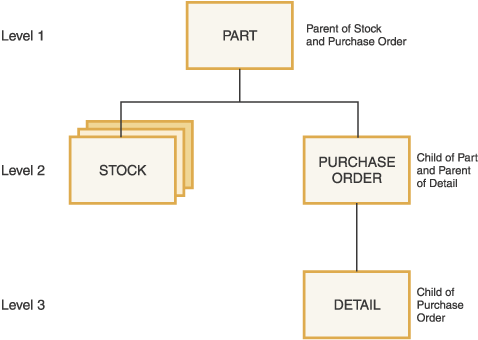 Level 1
PART
Parent of Stock
and Purchase Order
Level 2
STOCK
PURCHASE
ORDER
Child of Part
and Parent
of Detail
Level 3
DETAIL
Child of
Purchase
Order